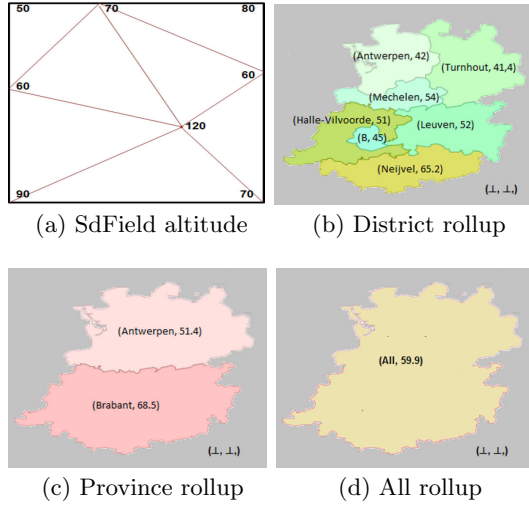 50 70 80
60 60
120
90 70
(a) SdField altitude
(Antwerpen, 42)
(Turnhout, 41,4)
(Mechelen, 54)
(Halle-Vilvoorde, 51)
(Leuven, 52)
(B, 45)
(Neijvel, 65.2)
(⊥, ⊥,)
(b) District rollup
(Antwerpen, 51.4)
(Brabant, 68.5)
(⊥, ⊥,)
(c) Province rollup
(All, 59.9)
(⊥, ⊥,)
(d) All rollup